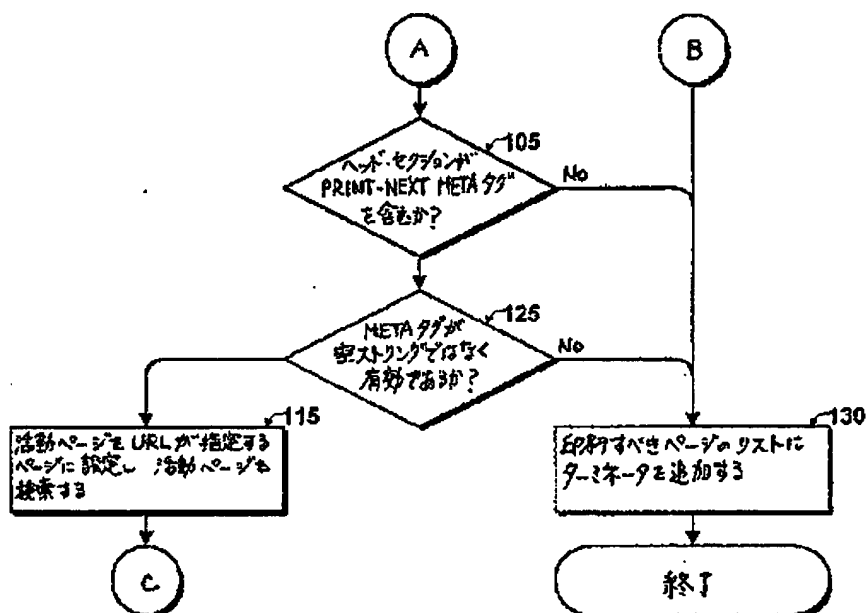 A
B
105
ヘッド・セクションが
PRINT-NEXT METAタグ
を含むか?
No
125
METAタグが
空ストリングではなく
有効であるか?
No
115
活動ページをURLが指定する
ページに設定し 活動ページを
検索する
130
印刷すべきページのリストに
ターミネータを追加する
C
終了